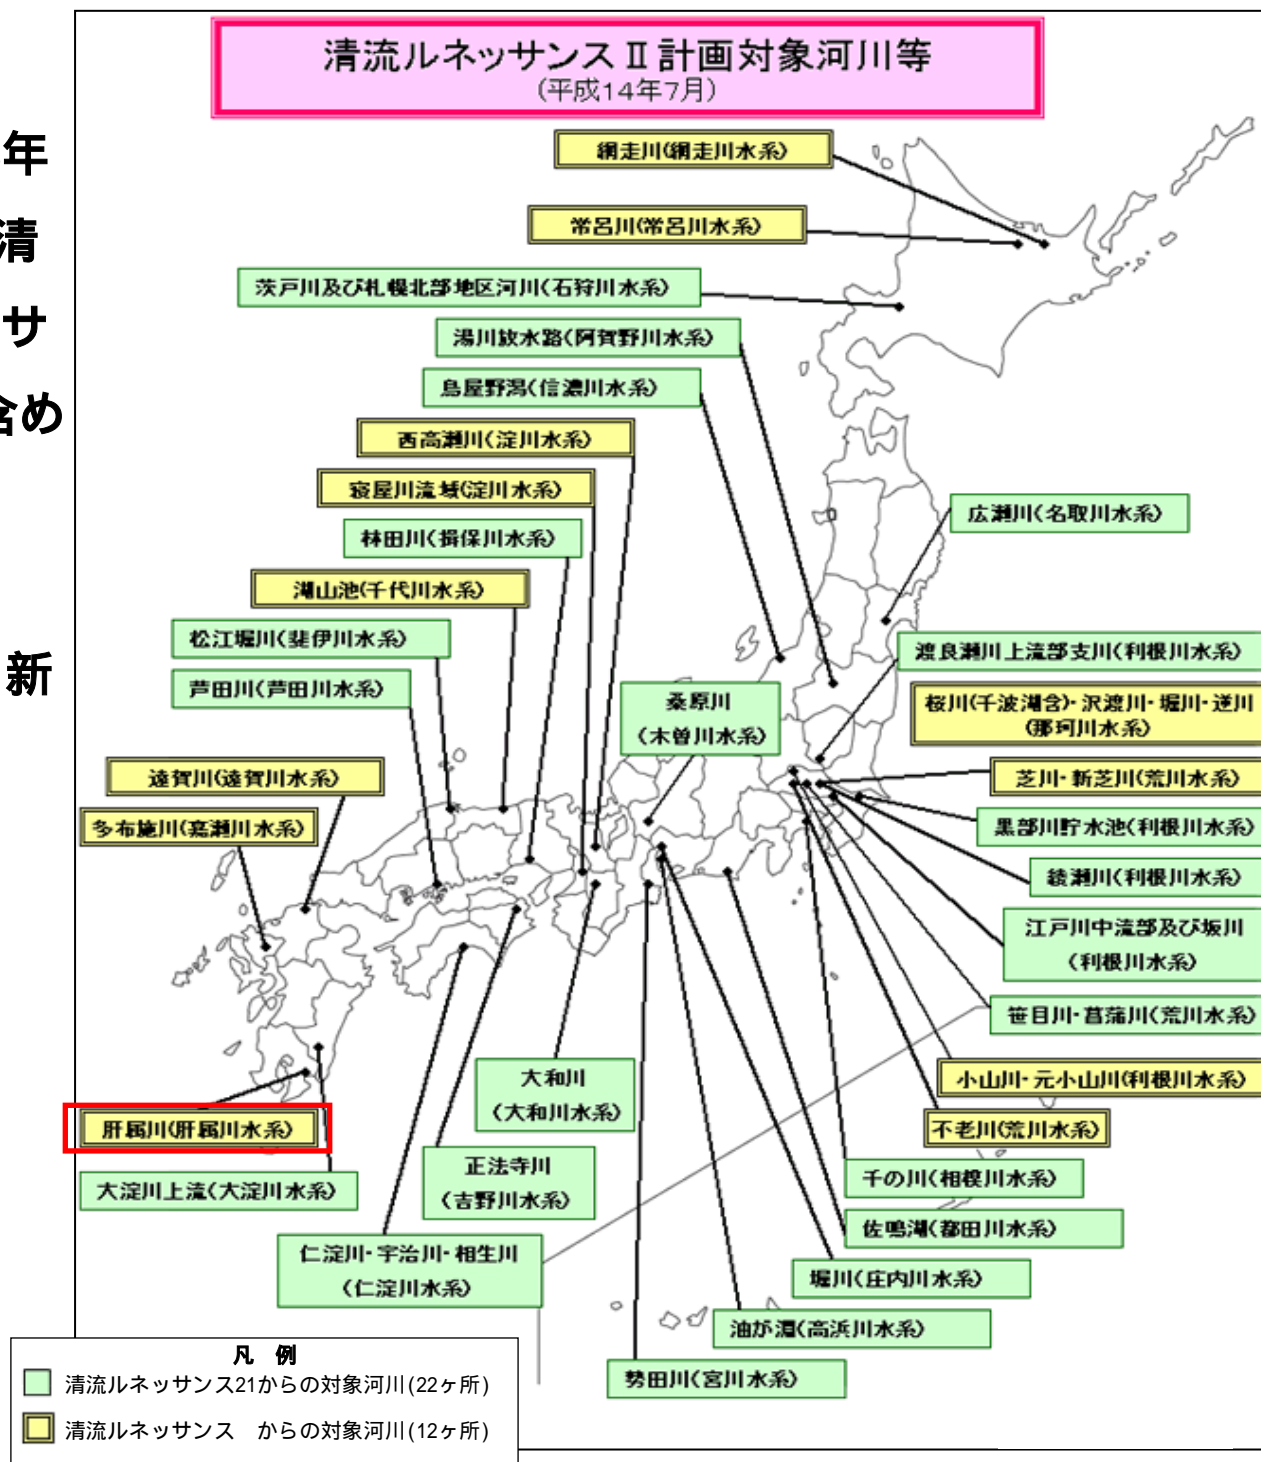 清流ルネッサンスⅡ計画対象河川等
(平成14年7月)
年
清
サ
含め
新
網走川(網走川水系)
常呂川(常呂川水系)
茨戸川及び札幌北部地区河川(石狩川水系)
湯川放水路(阿賀野川水系)
鳥屋野潟(信濃川水系)
西高瀬川(淀川水系)
寝屋川流域(淀川水系)
林田川(揖保川水系)
湖山池(千代川水系)
松江堀川(斐伊川水系)
芦田川(芦田川水系)
遠賀川(遠賀川水系)
多布施川(嘉瀬川水系)
広瀬川(名取川水系)
渡良瀬川上流部支川(利根川水系)
桑原川
(木曽川水系)
桜川(千波湖含)・沢渡川・堀川・逆川
(那珂川水系)
芝川・新芝川(荒川水系)
黒部川貯水池(利根川水系)
綾瀬川(利根川水系)
江戸川中流部及び坂川
(利根川水系)
笹目川・菖蒲川(荒川水系)
小山川・元小山川(利根川水系)
不老川(荒川水系)
千の川(相模川水系)
佐鳴湖(都田川水系)
堀川(庄内川水系)
油が淵(高浜川水系)
勢田川(宮川水系)
大和川
(大和川水系)
正法寺川
(吉野川水系)
仁淀川・宇治川・相生川
(仁淀川水系)
肝属川(肝属川水系)
大淀川上流(大淀川水系)
凡 例
清流ルネッサンス21からの対象河川(22ヶ所)
清流ルネッサンス　からの対象河川(12ヶ所)